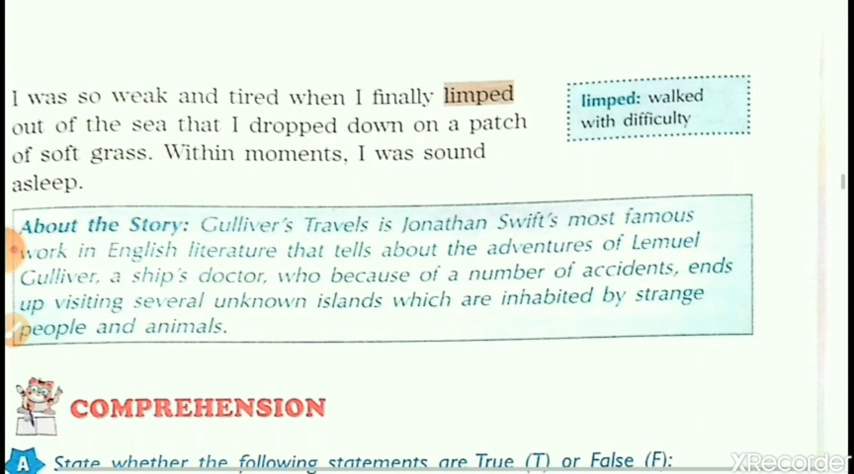 I was so weak and tired when I finally limped
out of the sea that I dropped down on a patch
of soft grass. Within moments, I was sound
asleep.
limped: walked
with difficulty
About the Story: Gulliver's Travels is Jonathan Swift's most famous
work in English literature that tells about the adventures of Lemuel
Gulliver, a ship's doctor, who because of a number of accidents, ends
up visiting several unknown islands which are inhabited by strange
people and animals.
COMPREHENSION
A State whether the following statements are True (T) or False (F):
XRecorder